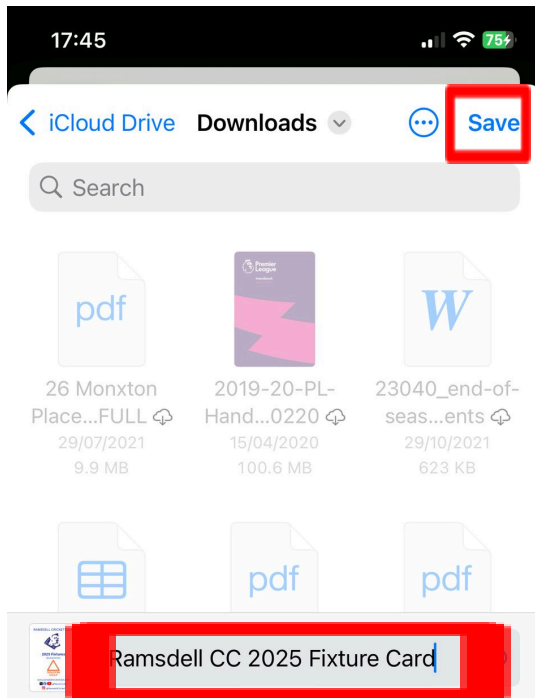 17:45
75
iCloud Drive Downloads Save
Search
Premier League
pdf
W
26 Monxton 2019-20-PL- 23040_end-of-
Place...FULL Hand...0220 seas...ents
29/07/2021 15/04/2020 29/10/2021
9.9 MB 100.6 MB 623 KB
pdf pdf
Ramsdell CC 2025 Fixture Card